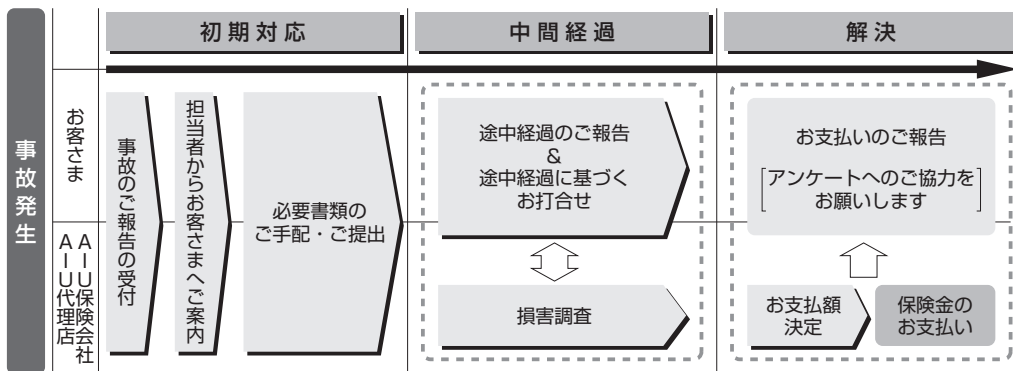 事故発生
初期対応
中間経過
解決
お客さま
AIU保険会社
AIU代理店
事故のご報告の受付
担当者からお客さまへご案内
必要書類の
ご手配・ご提出
途中経過のご報告
&
途中経過に基づく
お打合せ
損害調査
お支払いのご報告
[アンケートへのご協力を
お願いします]
お支払額
決定
保険金の
お支払い